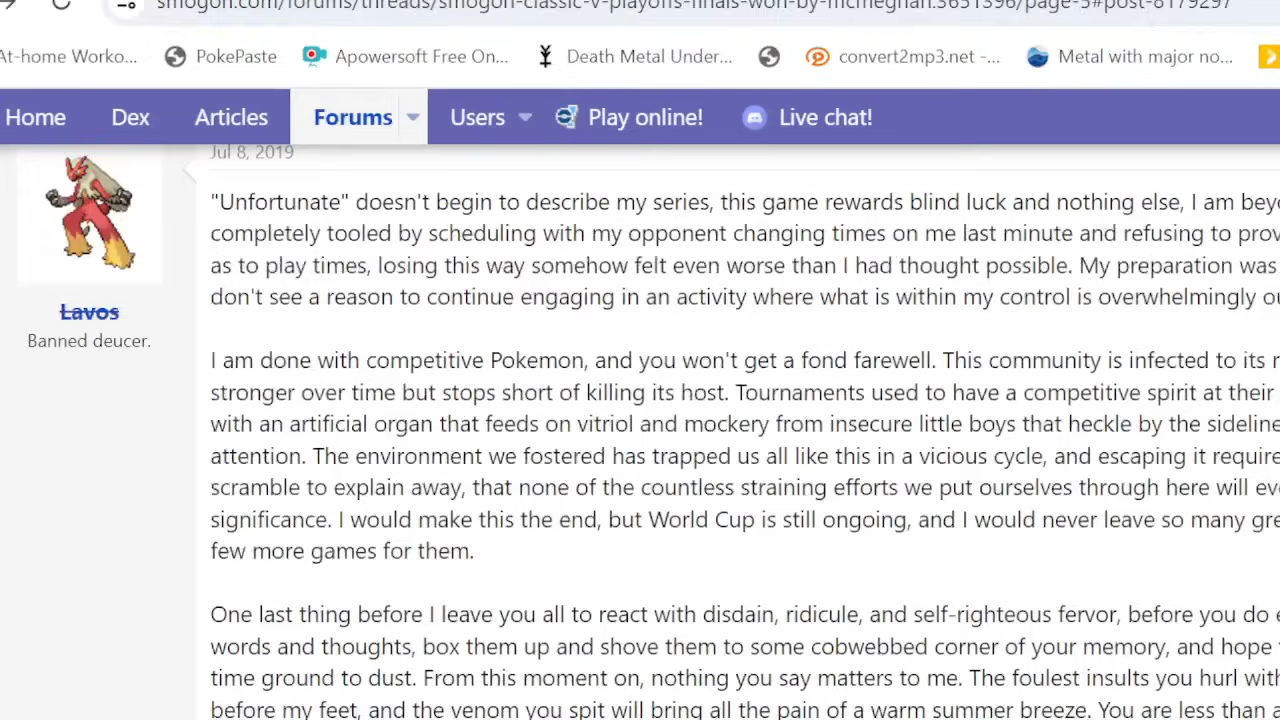 smogon.com/forums/threads/smogon-classic-v-playoffs-finals-won-by-mcmeghan.3651396/page-5#post-8179297
At-home Worko... PokePaste Apowersoft Free On... Death Metal Under... convert2mp3.net -... Metal with major no...
Home Dex Articles Forums Users Play online! Live chat!
Jul 8, 2019
Lavos
Banned deucer.
"Unfortunate" doesn't begin to describe my series, this game rewards blind luck and nothing else, I am
completely tooled by scheduling with my opponent changing times on me last minute and refusing to
as to play times, losing this way somehow felt even worse than I had thought possible. My preparation was
don't see a reason to continue engaging in an activity where what is within my control is overwhelmingly
I am done with competitive Pokemon, and you won't get a fond farewell. This community is infected to its
stronger over time but stops short of killing its host. Tournaments used to have a competitive spirit at their
with an artificial organ that feeds on vitriol and mockery from insecure little boys that heckle by the
attention. The environment we fostered has trapped us all like this in a vicious cycle, and escaping it
scramble to explain away, that none of the countless straining efforts we put ourselves through here will
significance. I would make this the end, but World Cup is still ongoing, and I would never leave so many
few more games for them.
One last thing before I leave you all to react with disdain, ridicule, and self-righteous fervor, before you do
words and thoughts, box them up and shove them to some cobwebbed corner of your memory, and hope
time ground to dust. From this moment on, nothing you say matters to me. The foulest insults you hurl
before my feet, and the venom you spit will bring all the pain of a warm summer breeze. You are less than